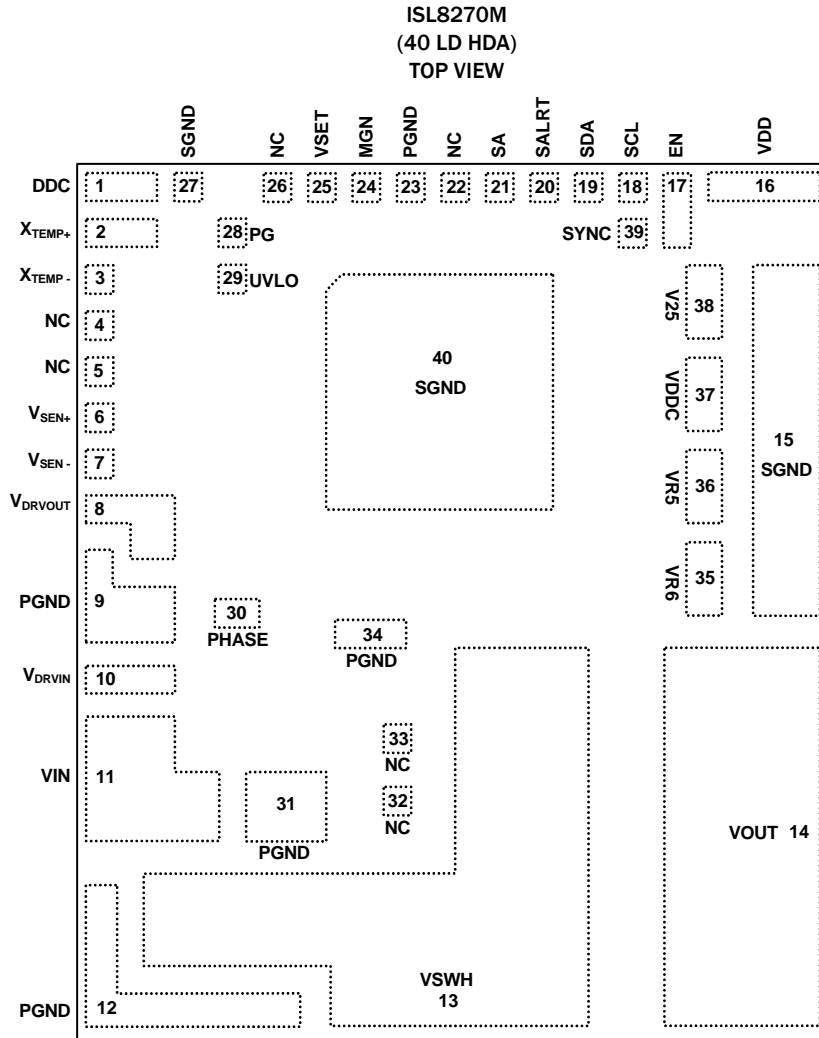 ISL8270M
(40 LD HDA)
TOP VIEW
SGND
NC
VSET
MGN
PGND
NC
SA
SALRT
SDA
SCL
EN
VDD
DDC 1 27 26 25 24 23 22 21 20 19 18 17 16
XTEMP+ 2 28 PG SYNC 39
XTEMP - 3 29 UVLO
V25 38
NC 4
40
SGND
NC 5
VDDC 37
VSEN+ 6
15
SGND
VSEN - 7
VR5 36
VDRVOUT 8
VR6 35
PGND 9
30
PHASE
34
PGND
VDRVIN 10
33
NC
VIN 11
31
PGND
32
NC
VOUT 14
VSWH
13
PGND 12